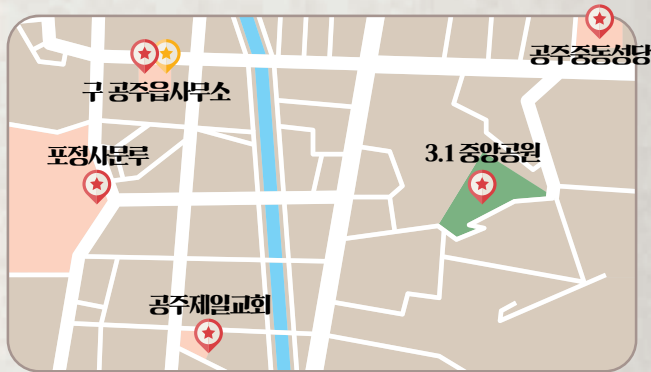 공주중동성당
구 공주읍사무소
포정사문루
3.1 중앙공원
공주제일교회